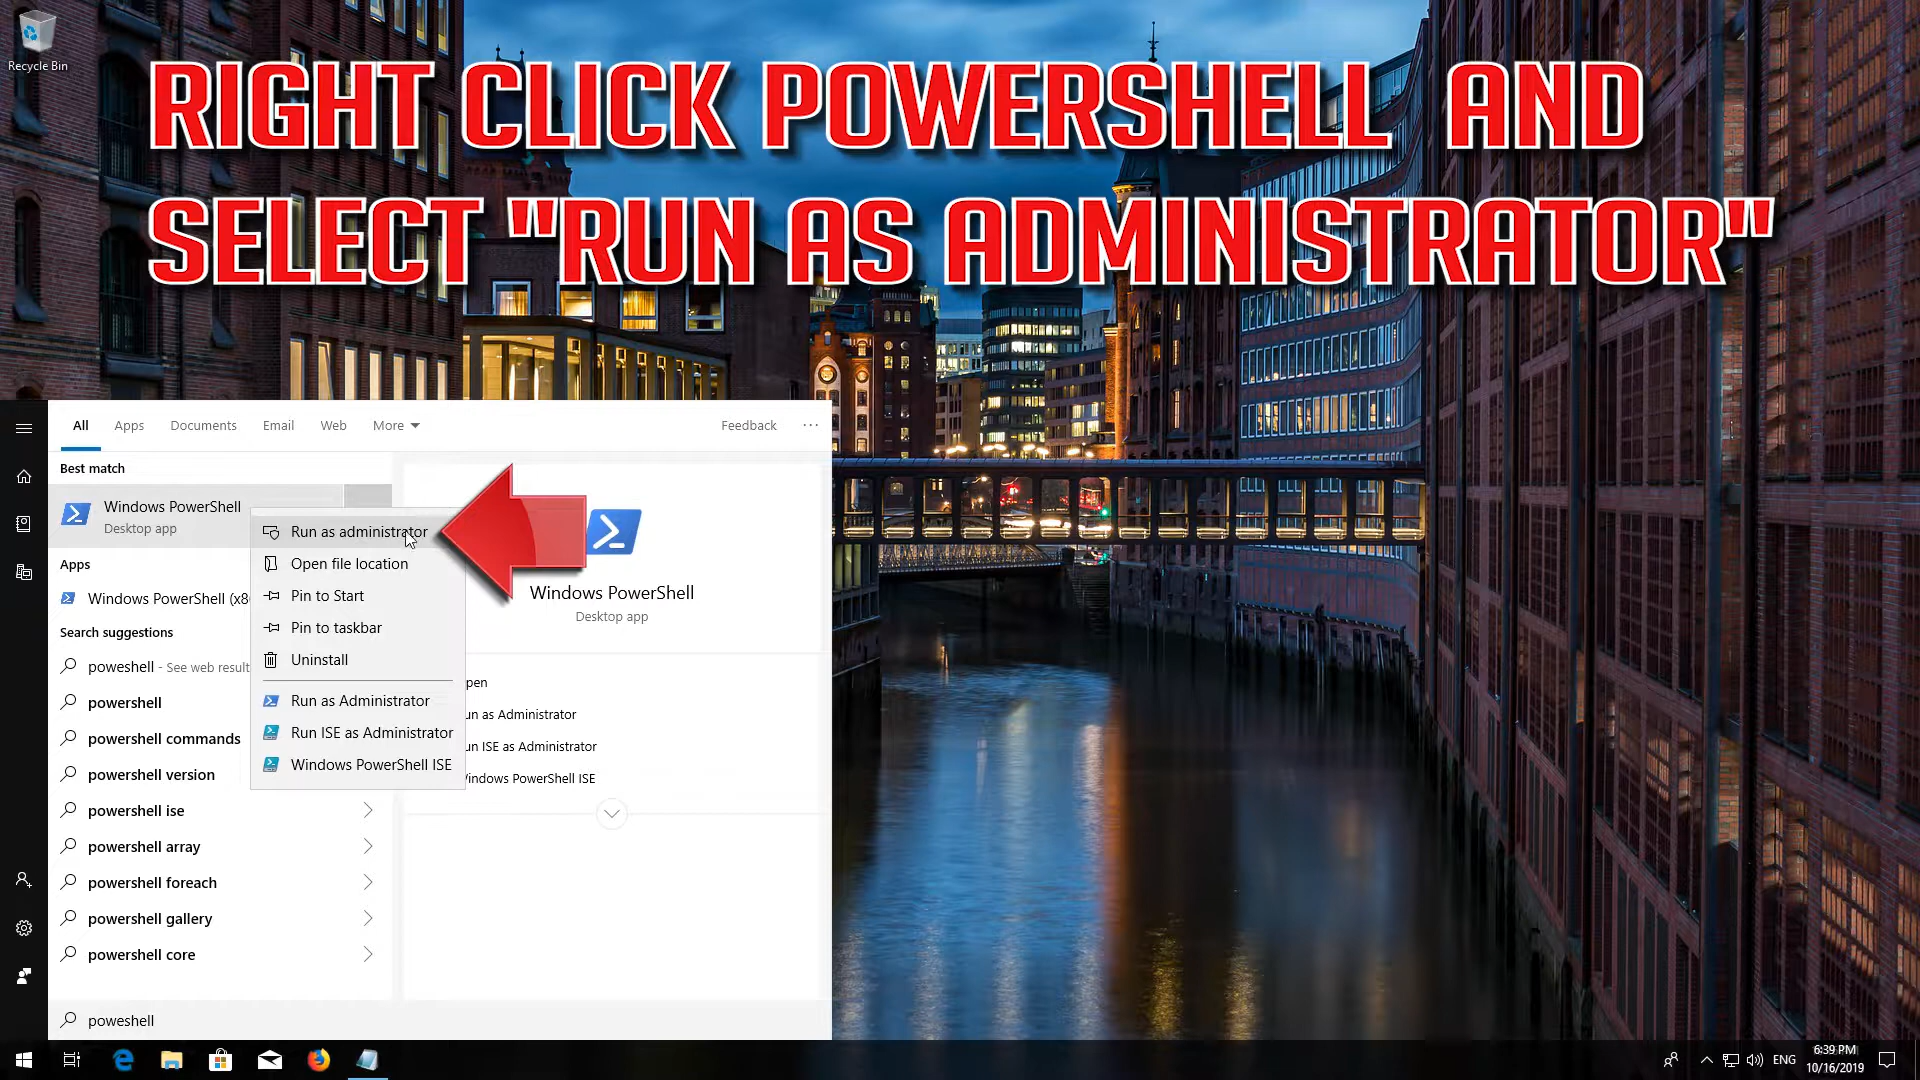 Recycle Bin
RIGHT CLICK POWERSHELL AND
SELECT "RUN AS ADMINISTRATOR"
All Apps Documents Email Web More Feedback
Best match
Windows PowerShell
Desktop app
Apps
Windows PowerShell (x8
Search suggestions
poweshell - See web result
powershell
powershell commands
powershell version
powershell ise
powershell array
powershell foreach
powershell gallery
powershell core
Run as administrator
Open file location
Pin to Start
Pin to taskbar
Uninstall
Run as Administrator
Run ISE as Administrator
Windows PowerShell ISE
Windows PowerShell
Desktop app
pen
un as Administrator
un ISE as Administrator
indows PowerShell ISE
poweshell
ENG
6:39 PM
10/16/2019